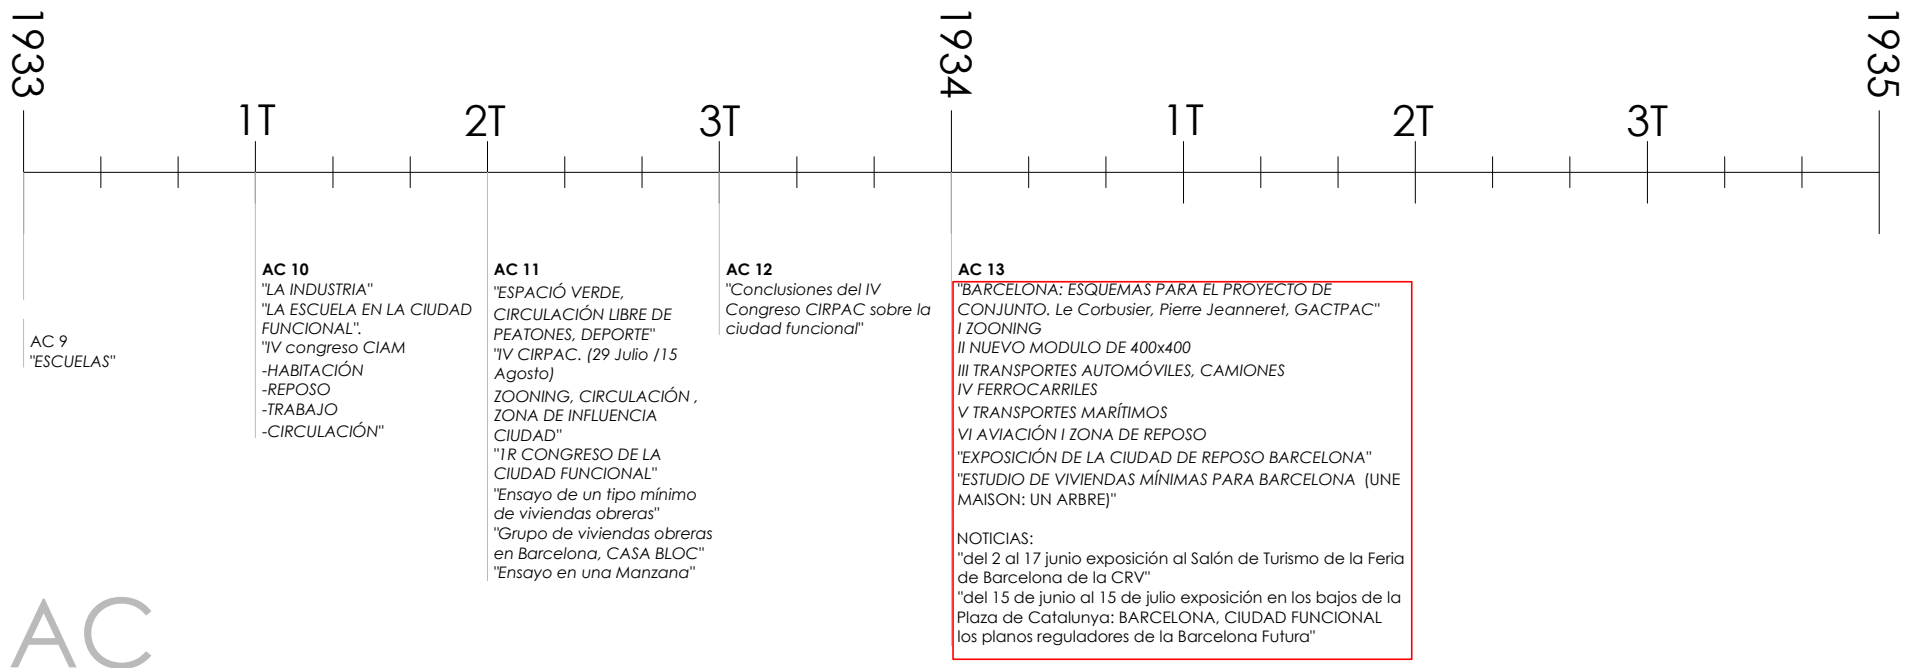 1933
1934
1935
1T
2T
3T
1T
2T
3T
AC 9
"ESCUELAS"
AC 10
"LA INDUSTRIA"
"LA ESCUELA EN LA CIUDAD
FUNCIONAL".
"IV congreso CIAM
-HABITACIÓN
-REPOSO
-TRABAJO
-CIRCULACIÓN"
AC 11
"ESPACIÓ VERDE,
CIRCULACIÓN LIBRE DE
PEATONES, DEPORTE"
"IV CIRPAC. (29 Julio /15
Agosto)
ZOONING, CIRCULACIÓN ,
ZONA DE INFLUENCIA
CIUDAD"
"1R CONGRESO DE LA
CIUDAD FUNCIONAL"
"Ensayo de un tipo mínimo
de viviendas obreras"
"Grupo de viviendas obreras
en Barcelona, CASA BLOC"
"Ensayo en una Manzana"
AC 12
"Conclusiones del IV
Congreso CIRPAC sobre la
ciudad funcional"
AC 13
"BARCELONA: ESQUEMAS PARA EL PROYECTO DE
CONJUNTO. Le Corbusier, Pierre Jeanneret, GACTPAC"
I ZOONING
II NUEVO MODULO DE 400x400
III TRANSPORTES AUTOMÓVILES, CAMIONES
IV FERROCARRILES
V TRANSPORTES MARÍTIMOS
VI AVIACIÓN I ZONA DE REPOSO
"EXPOSICIÓN DE LA CIUDAD DE REPOSO BARCELONA"
"ESTUDIO DE VIVIENDAS MÍNIMAS PARA BARCELONA (UNE
MAISON: UN ARBRE)"
NOTICIAS:
"del 2 al 17 junio exposición al Salón de Turismo de la Feria
de Barcelona de la CRV"
"del 15 de junio al 15 de julio exposición en los bajos de la
Plaza de Catalunya: BARCELONA, CIUDAD FUNCIONAL
los planos reguladores de la Barcelona Futura"
AC